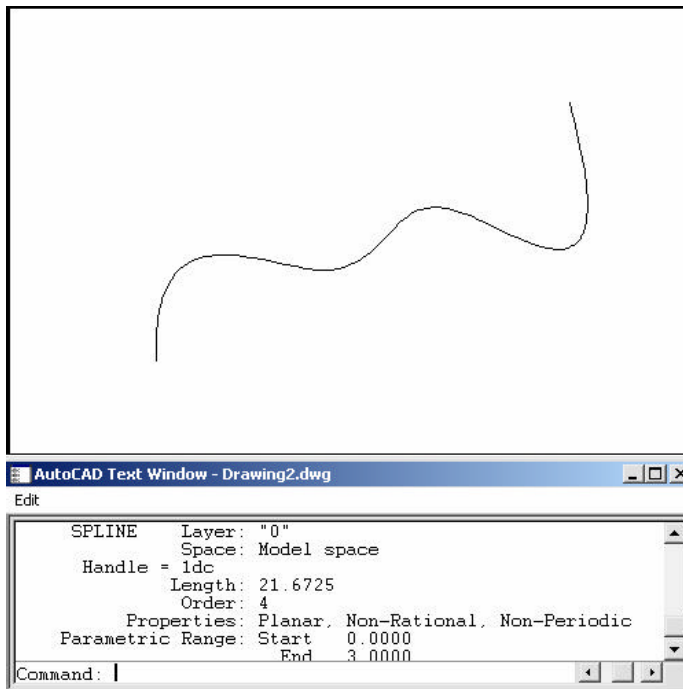 AutoCAD Text Window - Drawing2.dwg
Edit
SPLINE Layer: "0"
Space: Model space
Handle = 1dc
Length: 21.6725
Order: 4
Properties: Planar, Non-Rational, Non-Periodic
Parametric Range: Start 0.0000
End 3.0000
Command: